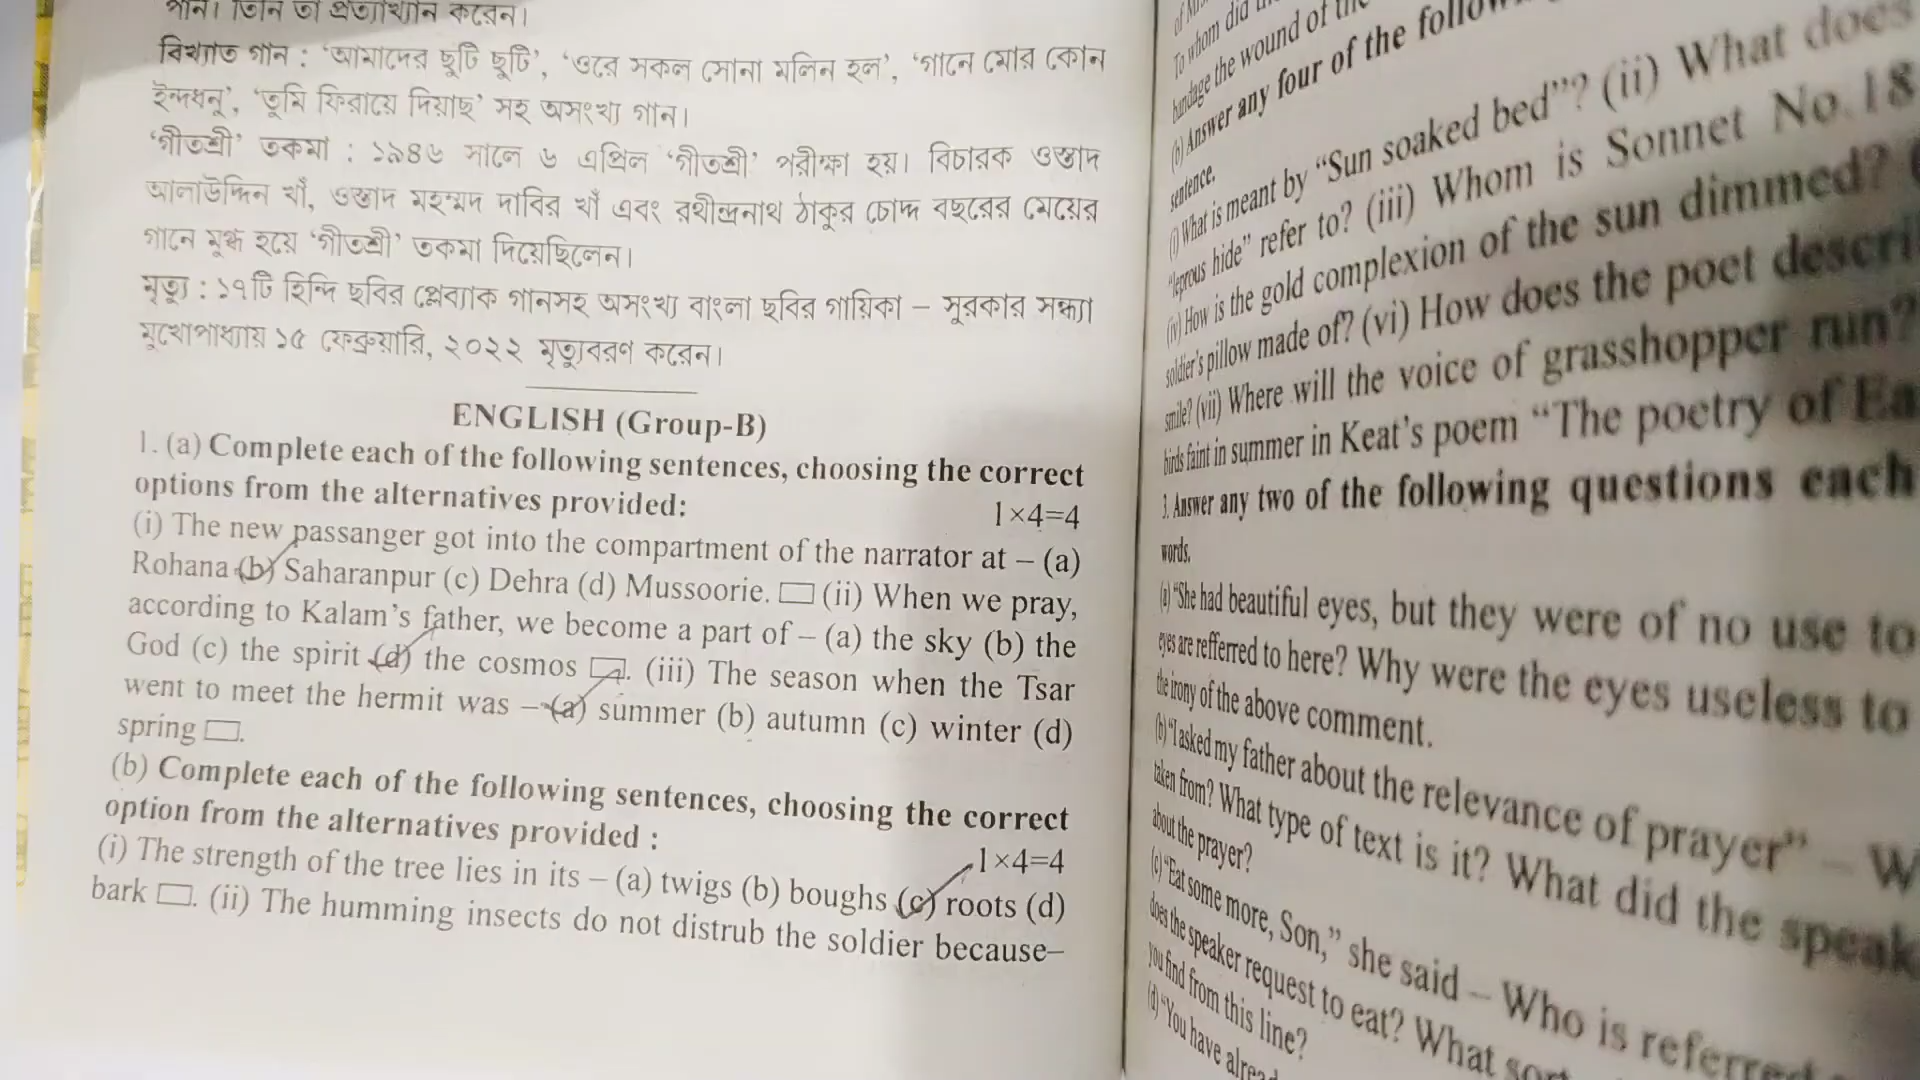 পান। তিনি তা প্রত্যাখ্যান করেন।
বিখ্যাত গান : ‘আমাদের ছুটি ছুটি’, ‘ওরে সকল সোনা মলিন হল’, ‘গানে মোর কোন
ইন্দধনু’, ‘তুমি ফিরায়ে দিয়াছ’ সহ অসংখ্য গান।
‘গীতশ্রী’ তকমা : ১৯৪৬ সালে ৬ এপ্রিল ‘গীতশ্রী’ পরীক্ষা হয়। বিচারক ওস্তাদ
আলাউদ্দিন খাঁ, ওস্তাদ মহম্মদ দাবির খাঁ এবং রথীন্দ্রনাথ ঠাকুর চোদ্দ বছরের মেয়ের
গানে মুগ্ধ হয়ে ‘গীতশ্রী’ তকমা দিয়েছিলেন।
মৃত্যু : ১৭টি হিন্দি ছবির প্লেব্যাক গানসহ অসংখ্য বাংলা ছবির গায়িকা – সুরকার সন্ধ্যা
মুখোপাধ্যায় ১৫ ফেব্রুয়ারি, ২০২২ মৃত্যুবরণ করেন।
ENGLISH (Group-B)
1. (a) Complete each of the following sentences, choosing the correct
options from the alternatives provided: 1×4=4
(i) The new passanger got into the compartment of the narrator at – (a)
Rohana (b) Saharanpur (c) Dehra (d) Mussoorie. (ii) When we pray,
according to Kalam’s father, we become a part of – (a) the sky (b) the
God (c) the spirit (d) the cosmos . (iii) The season when the Tsar
went to meet the hermit was – (a) summer (b) autumn (c) winter (d)
spring .
(b) Complete each of the following sentences, choosing the correct
option from the alternatives provided : 1×4=4
(i) The strength of the tree lies in its – (a) twigs (b) boughs (c) roots (d)
bark . (ii) The humming insects do not distrub the soldier because–
To whom did
bandage the wound of
(b) Answer any four of the
sentence.
(i) What is meant by “Sun soaked bed”? (ii) What does
“leprous hide” refer to? (iii) Whom is Sonnet No. 18
(iv) How is the gold complexion of the sun dimmed?
soldier’s pillow made of? (vi) How does the poet
smile? (vii) Where will the voice of grasshopper run?
birds faint in summer in Keat’s poem “The poetry of
3. Answer any two of the following questions each
words.
(a) “She had beautiful eyes, but they were of no use to
eyes are refferred to here? Why were the eyes useless to
the irony of the above comment.
(b) “I asked my father about the relevance of prayer” –
taken from? What type of text is it? What did the
about the prayer?
(c) “Eat some more, Son,” she said – Who is
does the speaker request to eat? What
you find from this line?
(d) “You have